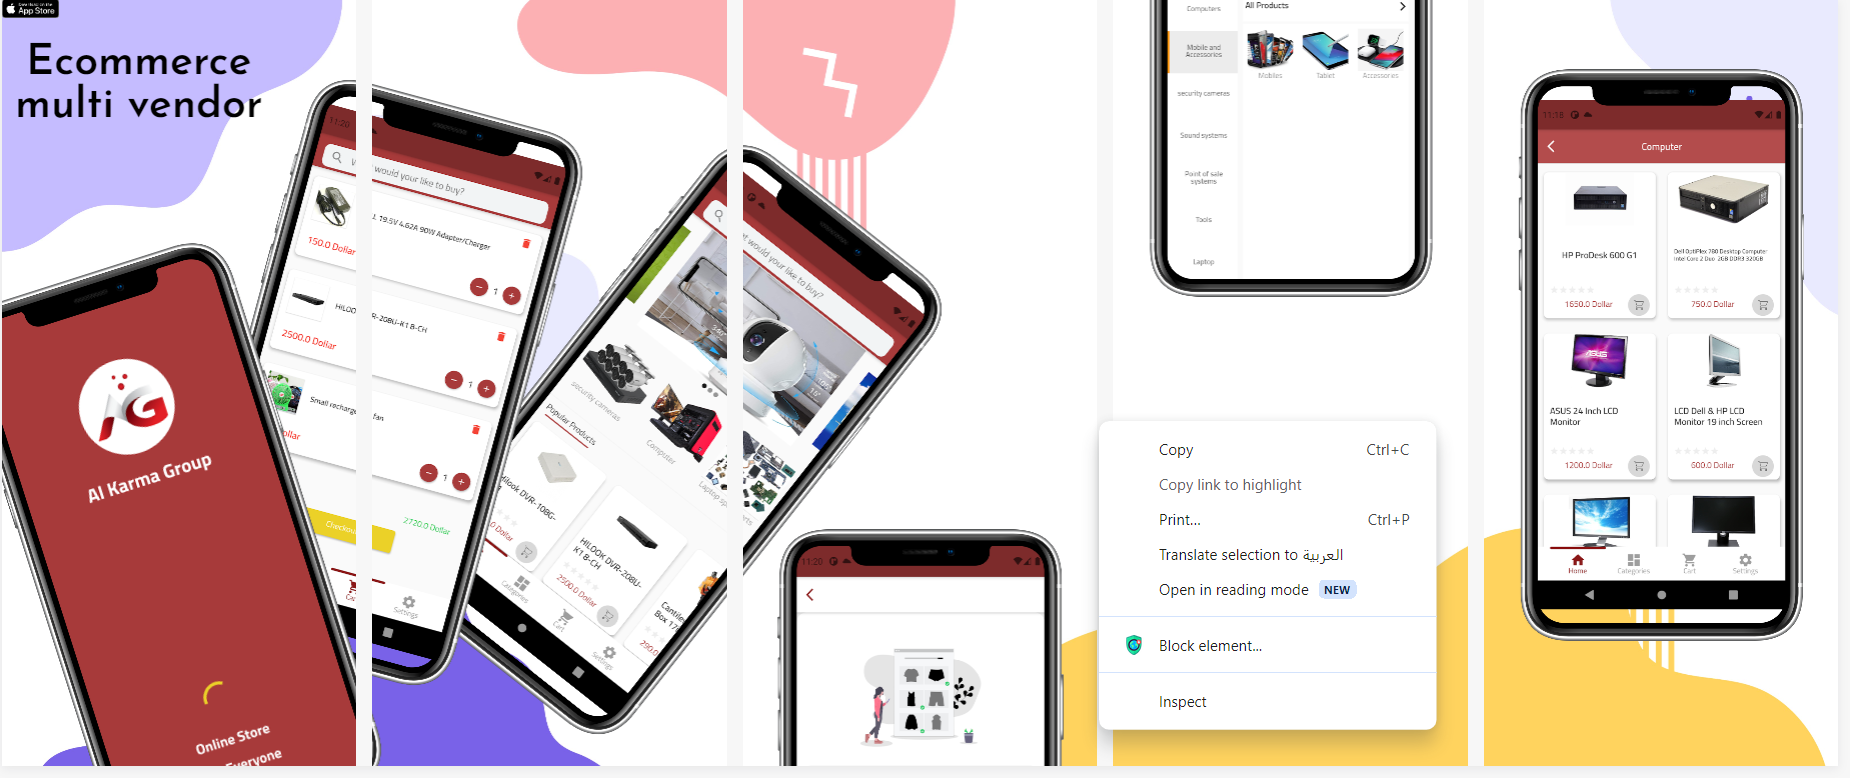 Download on the
App Store
Ecommerce
multi vendor
Al Karma Group
Online Store
Everyone
11:20
would your like to buy?
19.5V 4.62A 90W Adapter/Charger
150.0 Dollar
1
HILOOK
R-208U-K1 8-CH
2500.0 Dollar
1
Small recharge
fan
ollar
1
Checkou
2720.0 Dollar
Settings
at would your like to buy?
360°
security cameras
Computer
Laptop sp
Popular Products
Hilook DVR-108G-
Dollar
HILOOK DVR-208U-
K1 8-CH
2500.0 Dollar
Cantile
Box 17
250.0
Categories
Cart
Settings
11:20
Computers
Mobile and
Accessories
security cameras
Sound systems
Point of sale
systems
Tools
Laptop
All Products
Mobiles
Tablet
Accessories
Copy
Ctrl+C
Copy link to highlight
Print...
Ctrl+P
Translate selection to العربية
Open in reading mode NEW
Block element...
Inspect
11:18
Computer
HP ProDesk 600 G1
1650.0 Dollar
Dell OptiPlex 780 Desktop Computer
Intel Core 2 Duo 2GB DDR3 320GB
750.0 Dollar
ASUS
ASUS 24 Inch LCD
Monitor
1200.0 Dollar
LCD Dell & HP LCD
Monitor 19 inch Screen
600.0 Dollar
Home
Categories
Cart
Settings